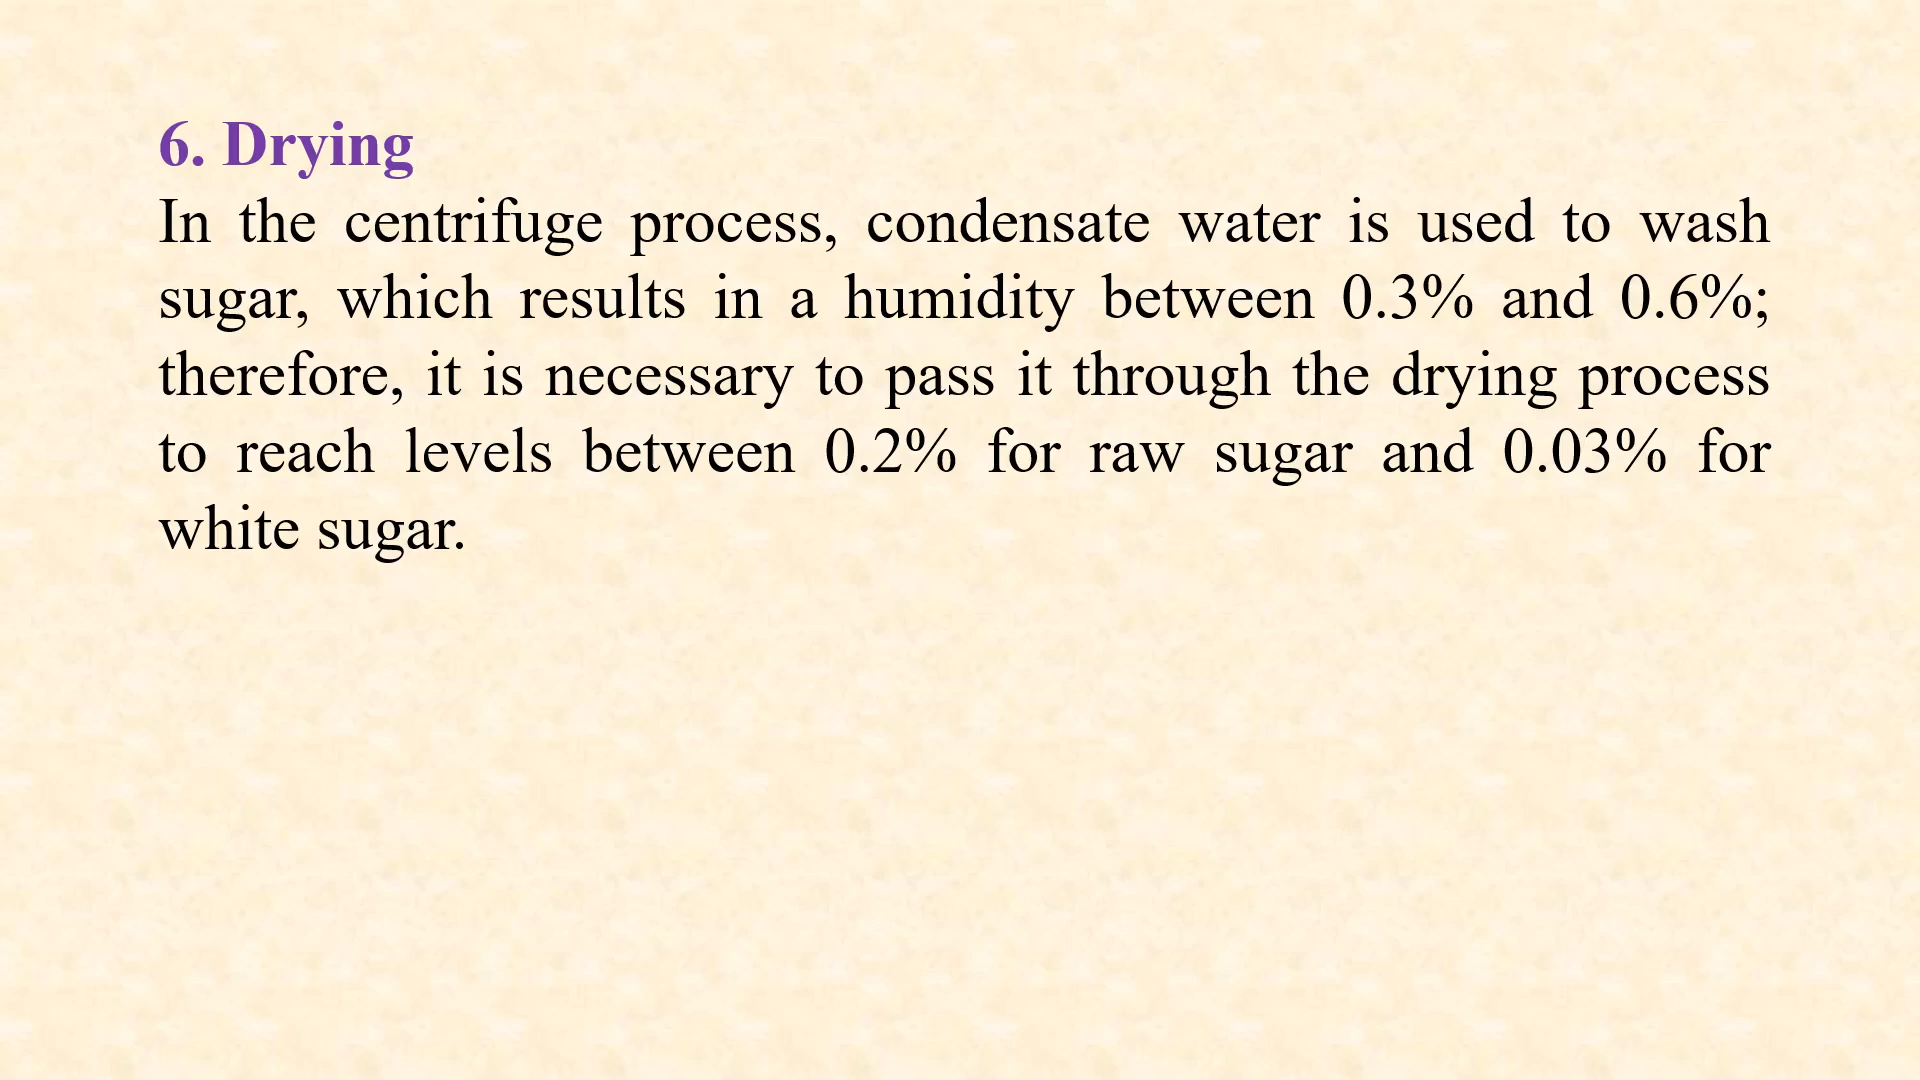 6. Drying
In the centrifuge process, condensate water is used to wash
sugar, which results in a humidity between 0.3% and 0.6%;
therefore, it is necessary to pass it through the drying process
to reach levels between 0.2% for raw sugar and 0.03% for
white sugar.